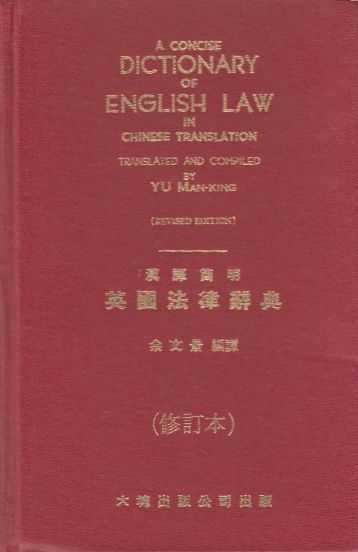 A CONCISE
DICTIONARY
OF
ENGLISH LAW
IN
CHINESE TRANSLATION
TRANSLATED AND COMPILED
BY
YU MAN-KING
(REVISED EDITION)
漢譯簡明
英國法律辭典
余文景編譯
(修訂本)
大塊出版公司出版